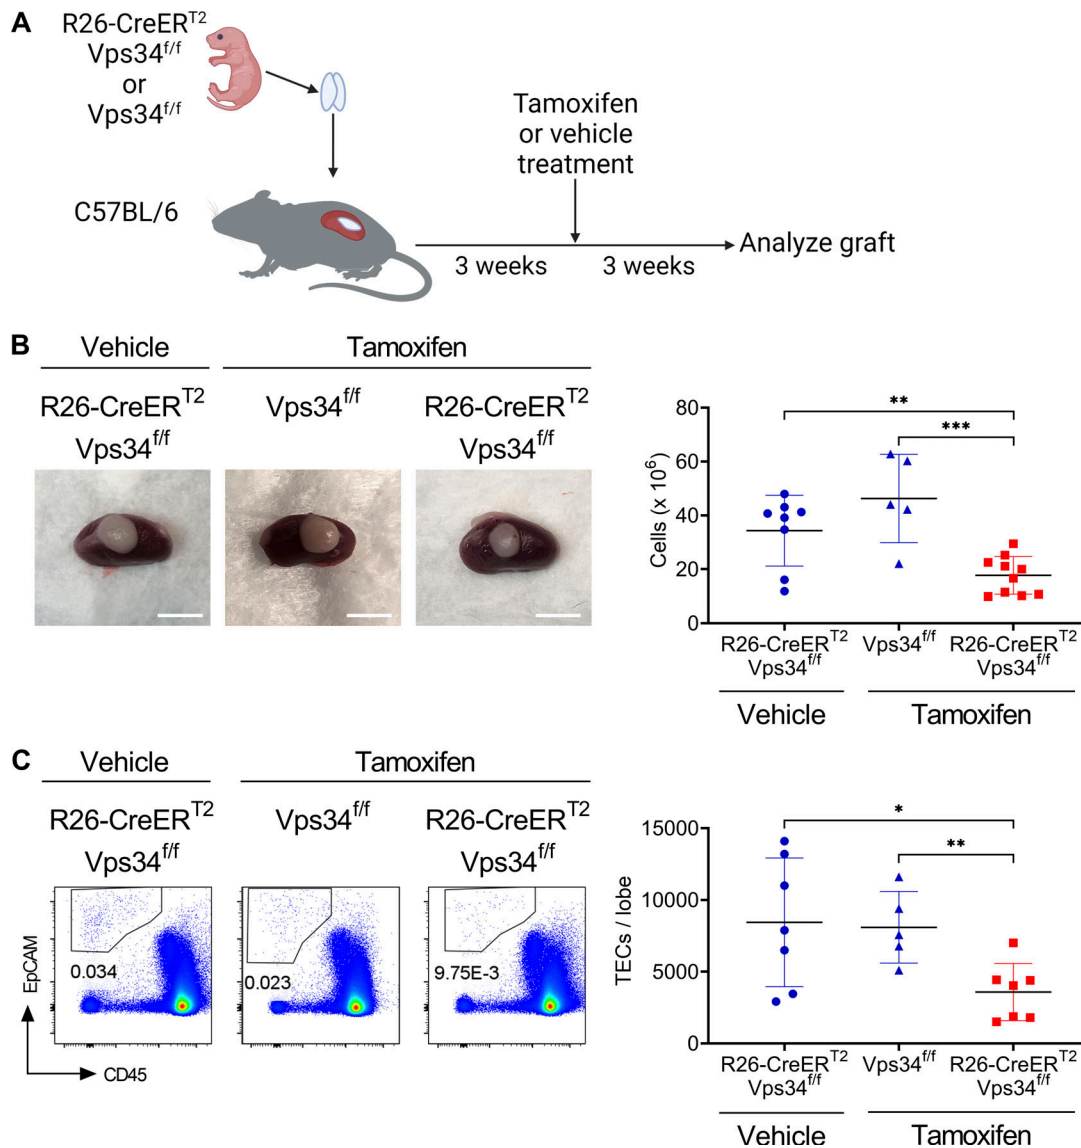 A
R26-CreER^T2
Vps34^f/f
or
Vps34^f/f
Tamoxifen
or vehicle
treatment
C57BL/6
3 weeks
3 weeks
Analyze graft
B
Vehicle
Tamoxifen
R26-CreER^T2
Vps34^f/f
Vps34^f/f
R26-CreER^T2
Vps34^f/f
Cells (x 10^6)
80
60
40
20
0
**
***
R26-CreER^T2
Vps34^f/f
Vps34^f/f
R26-CreER^T2
Vps34^f/f
Vehicle
Tamoxifen
C
Vehicle
Tamoxifen
R26-CreER^T2
Vps34^f/f
Vps34^f/f
R26-CreER^T2
Vps34^f/f
0.034
0.023
9.75E-3
EpCAM
CD45
TECs / lobe
15000
10000
5000
0
*
**
R26-CreER^T2
Vps34^f/f
Vps34^f/f
R26-CreER^T2
Vps34^f/f
Vehicle
Tamoxifen